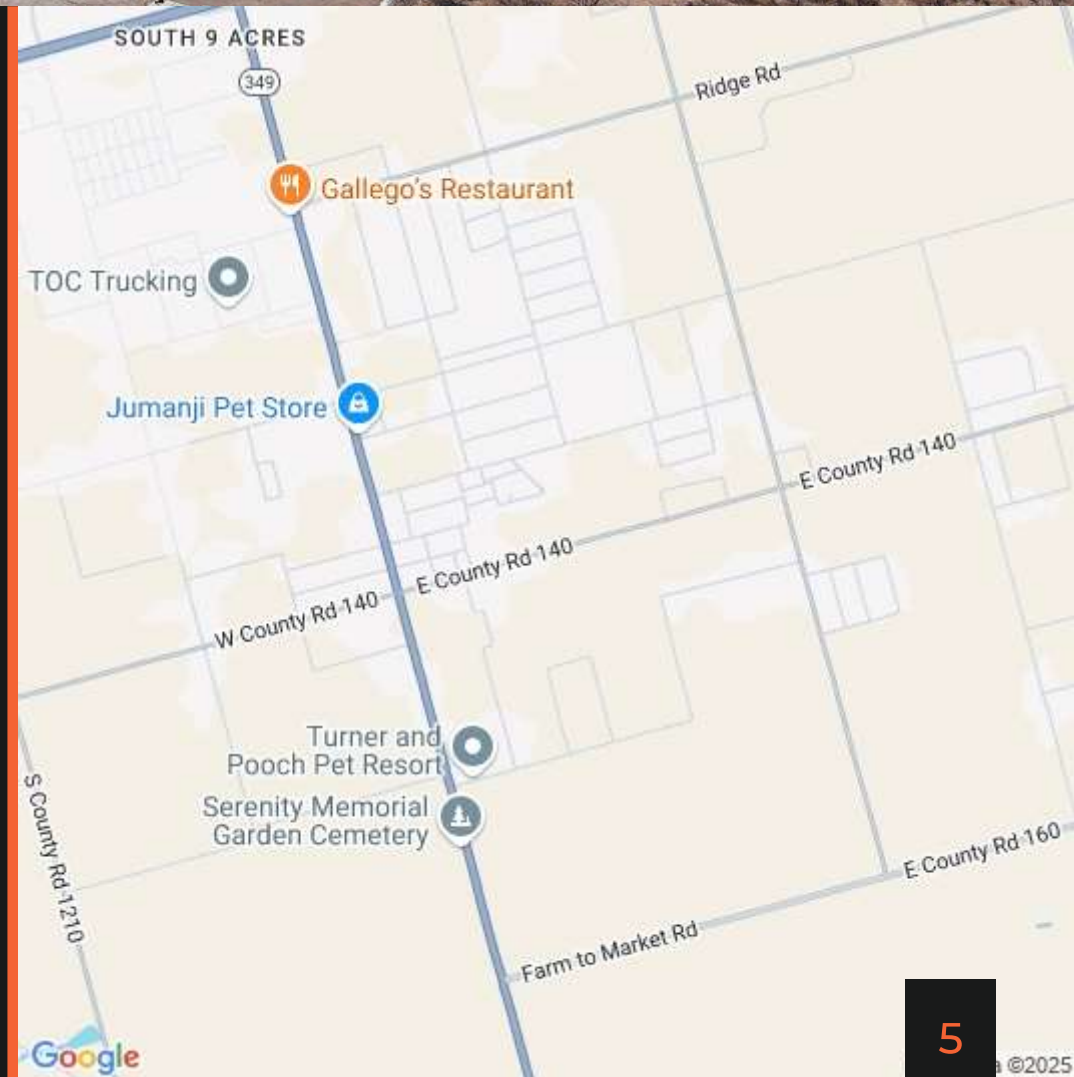 SOUTH 9 ACRES
349
Ridge Rd
Gallego's Restaurant
TOC Trucking
Jumanji Pet Store
E County Rd 140
E County Rd 140
W County Rd 140
Turner and
Pooch Pet Resort
Serenity Memorial
Garden Cemetery
S County Rd 1210
E County Rd 160
Farm to Market Rd
5
Google
a ©2025